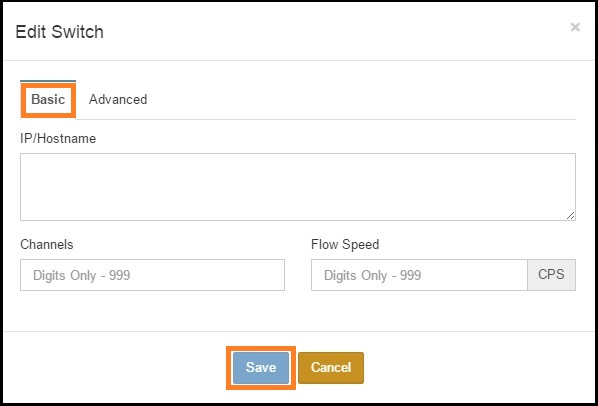 Edit Switch ×
Basic Advanced
IP/Hostname
Channels Flow Speed
Digits Only - 999 Digits Only - 999 CPS
Save Cancel